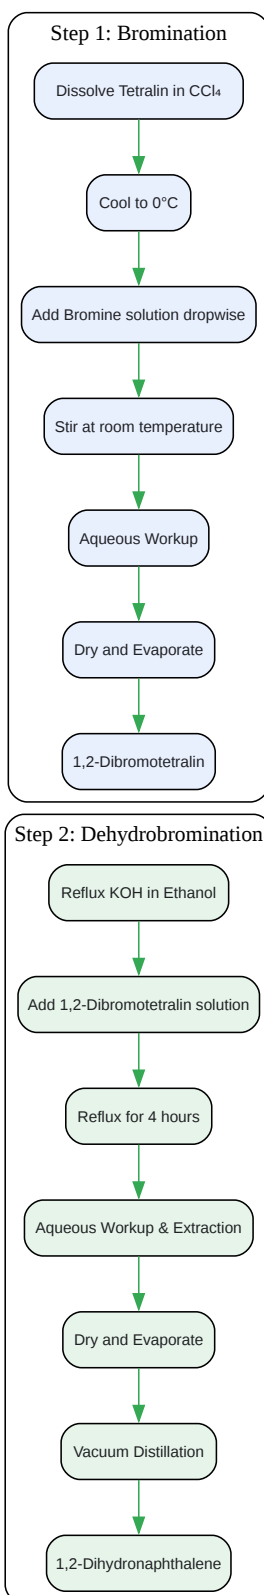 Step 1: Bromination
Dissolve Tetralin in CCl₄
Cool to 0°C
Add Bromine solution dropwise
Stir at room temperature
Aqueous Workup
Dry and Evaporate
1,2-Dibromotetralin
Step 2: Dehydrobromination
Reflux KOH in Ethanol
Add 1,2-Dibromotetralin solution
Reflux for 4 hours
Aqueous Workup & Extraction
Dry and Evaporate
Vacuum Distillation
1,2-Dihydronaphthalene